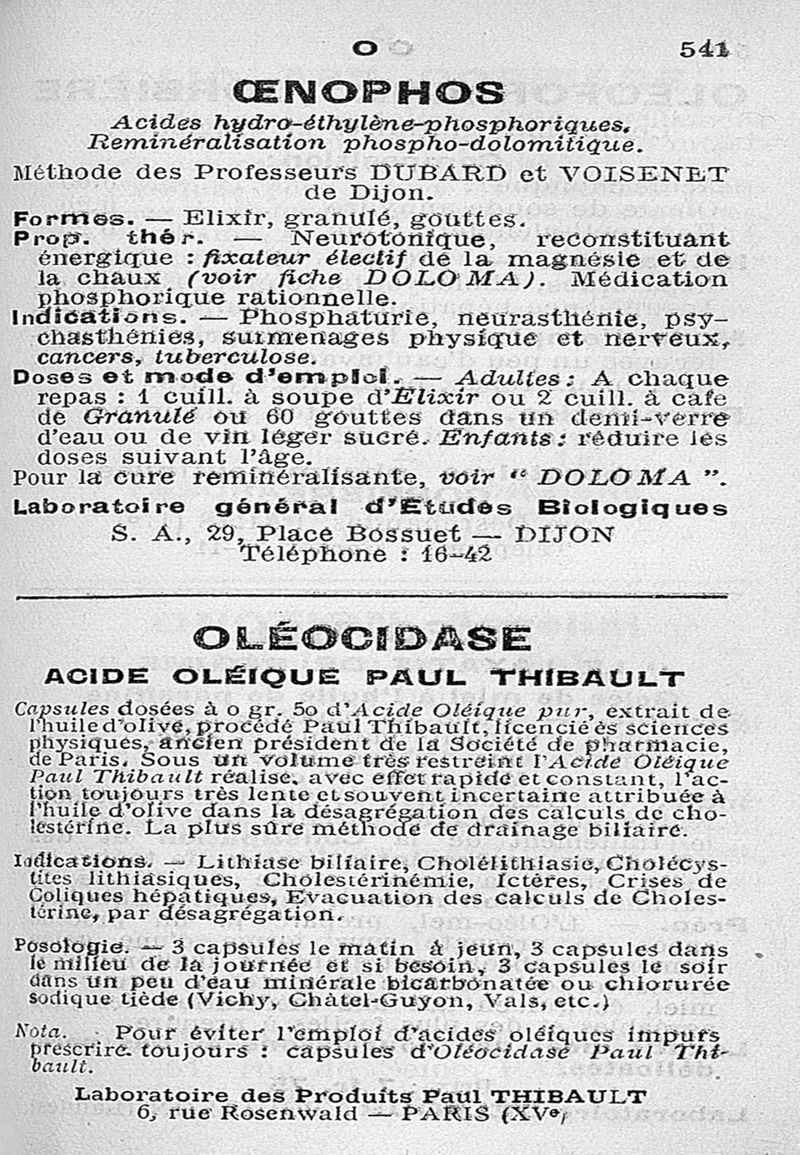 O 541
ŒNOPHOS
Acides hydro-éthylène-phosphoriques.
Reminéralisation phospho-dolomitique.
Méthode des Professeurs DUBARD et VOISENET
de Dijon.
Formes. — Elixir, granulé, gouttes.
Prop. thér. — Neurotonique, reconstituant
énergique : fixateur électif de la magnésie et de
la chaux (voir fiche DOLOMA). Médication
phosphorique rationnelle.
Indications. — Phosphaturie, neurasthénie, psy-
chasthénies, surmenages physique et nerveux,
cancers, tuberculose.
Doses et mode d'emploi. — Adultes : A chaque
repas : 1 cuill. à soupe d'Elixir ou 2 cuill. à cafe
de Granulé ou 60 gouttes dans un demi-verre
d'eau ou de vin léger sucré. Enfants : réduire les
doses suivant l'âge.
Pour la cure reminéralisante, voir “ DOLOMA ”.
Laboratoire général d'Etudes Biologiques
S. A., 29, Place Bossuet — DIJON
Téléphone : 16-42
OLÉOCIDASE
ACIDE OLÉIQUE PAUL THIBAULT
Capsules dosées à 0 gr. 50 d'Acide Oléique pur, extrait de
l'huile d'olive, procédé Paul Thibault, licencié ès sciences
physiques, ancien président de la Société de pharmacie,
de Paris. Sous un volume très restreint l'Acide Oléique
Paul Thibault réalise, avec effet rapide et constant, l'ac-
tion toujours très lente et souvent incertaine attribuée à
l'huile d'olive dans la désagrégation des calculs de cho-
lestérine. La plus sûre méthode de drainage biliaire.
Indications. — Lithiase biliaire, Cholélithiasie, Cholécys-
tites lithiasiques, Cholestérinémie, Ictères, Crises de
Coliques hépatiques, Evacuation des calculs de Choles-
térine, par désagrégation.
Posologie. — 3 capsules le matin à jeun, 3 capsules dans
le milieu de la journée et si besoin, 3 capsules le soir
dans un peu d'eau minérale bicarbonatée ou chlorurée
sodique tiède (Vichy, Châtel-Guyon, Vals, etc.)
Nota. - Pour éviter l'emploi d'acides oléiques impurs
prescrire toujours : capsules d'Oléocidase Paul Thi-
bault.
Laboratoire des Produits Paul THIBAULT
6, rue Rosenwald — PARIS (XVe)